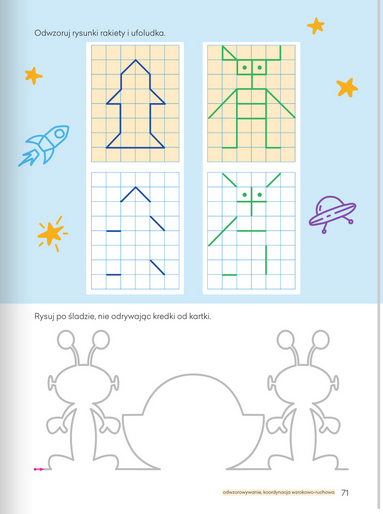 Odwzoruj rysunki rakiety i ufoludka.
Rysuj po śladzie, nie odrywając kredki od kartki.
odwzorowywanie, koordynacja wzrokowo-ruchowa 71